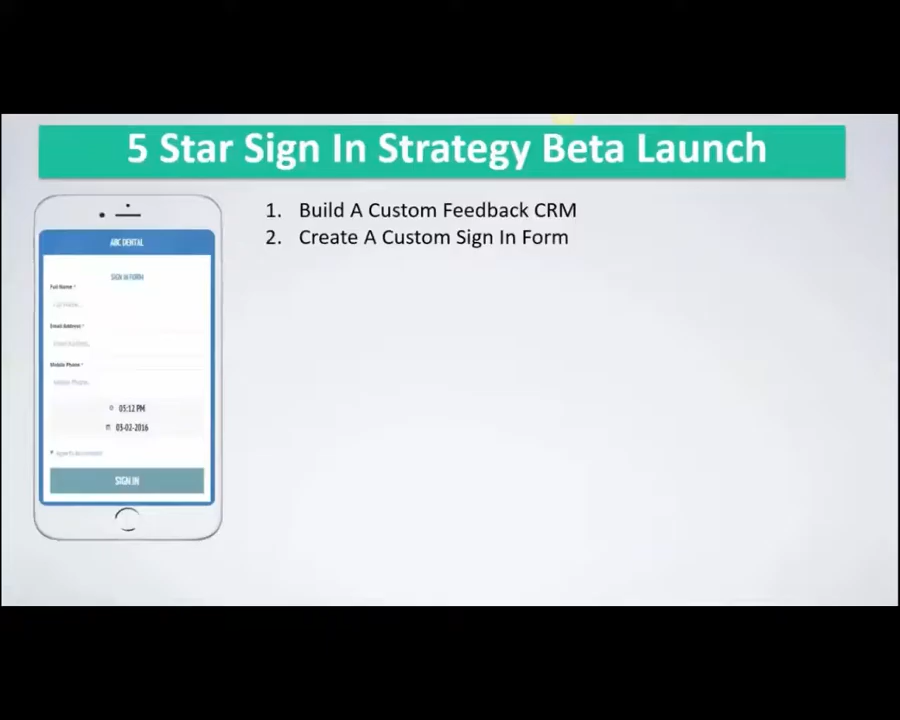 5 Star Sign In Strategy Beta Launch
1. Build A Custom Feedback CRM
2. Create A Custom Sign In Form
ABC DENTAL
SIGN IN FORM
Full Name *
Email Address *
Mobile Phone *
05:12 PM
03-02-2016
SIGN IN